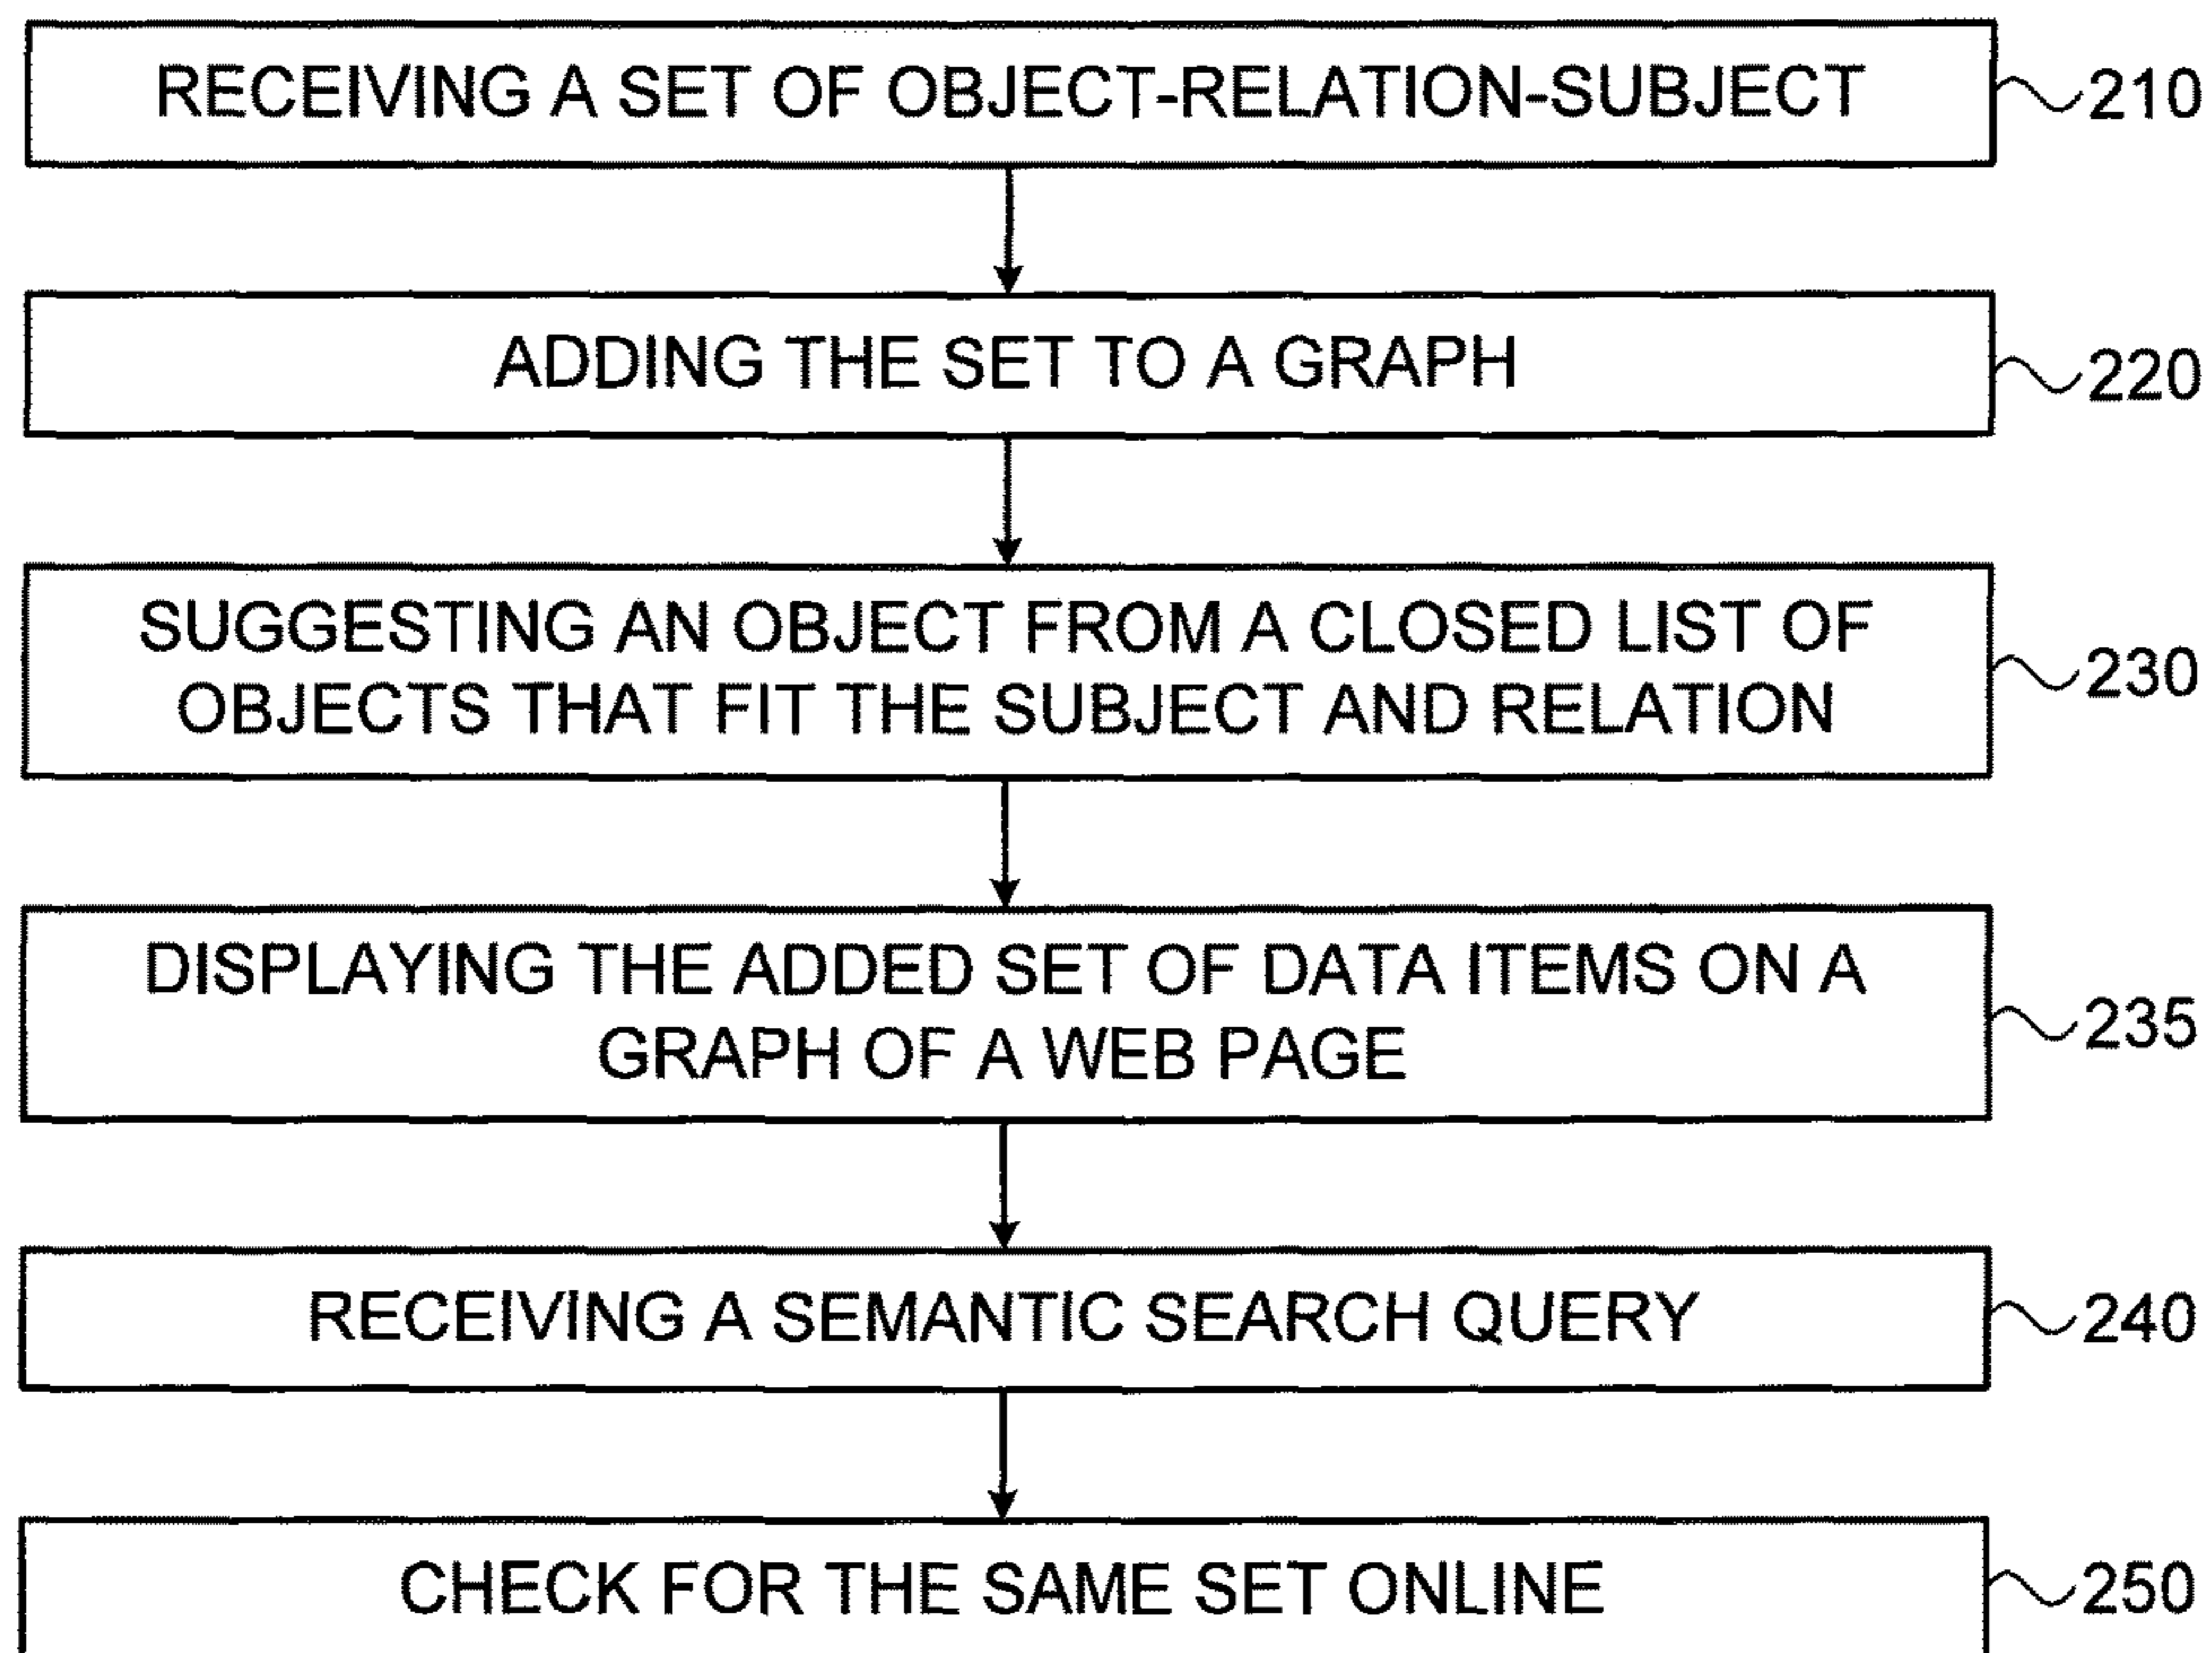 RECEIVING A SET OF OBJECT-RELATION-SUBJECT
210
ADDING THE SET TO A GRAPH
220
SUGGESTING AN OBJECT FROM A CLOSED LIST OF
OBJECTS THAT FIT THE SUBJECT AND RELATION
230
DISPLAYING THE ADDED SET OF DATA ITEMS ON A
GRAPH OF A WEB PAGE
235
RECEIVING A SEMANTIC SEARCH QUERY
240
CHECK FOR THE SAME SET ONLINE
250